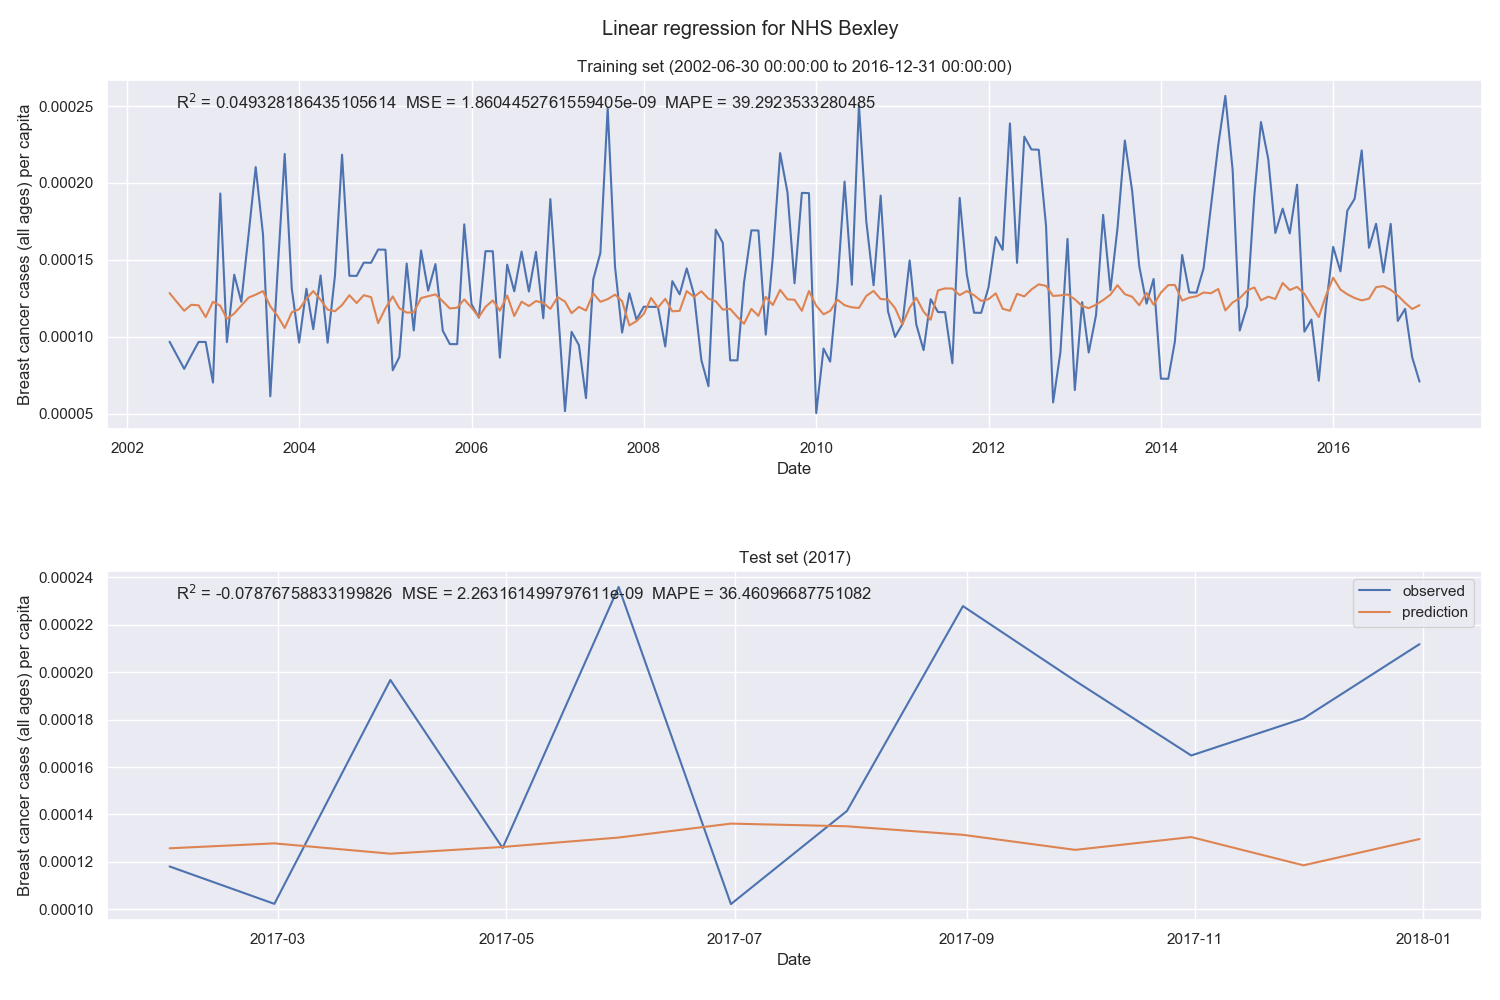 Linear regression for NHS Bexley
Training set (2002-06-30 00:00:00 to 2016-12-31 00:00:00)
R² = 0.049328186435105614 MSE = 1.8604452761559405e-09 MAPE = 39.2923533280485
Breast cancer cases (all ages) per capita
0.00025
0.00020
0.00015
0.00010
0.00005
2002 2004 2006 2008 2010 2012 2014 2016
Date
Test set (2017)
R² = -0.07876758833199826 MSE = 2.263161499797611e-09 MAPE = 36.46096687751082
observed
prediction
Breast cancer cases (all ages) per capita
0.00024
0.00022
0.00020
0.00018
0.00016
0.00014
0.00012
0.00010
2017-03 2017-05 2017-07 2017-09 2017-11 2018-01
Date